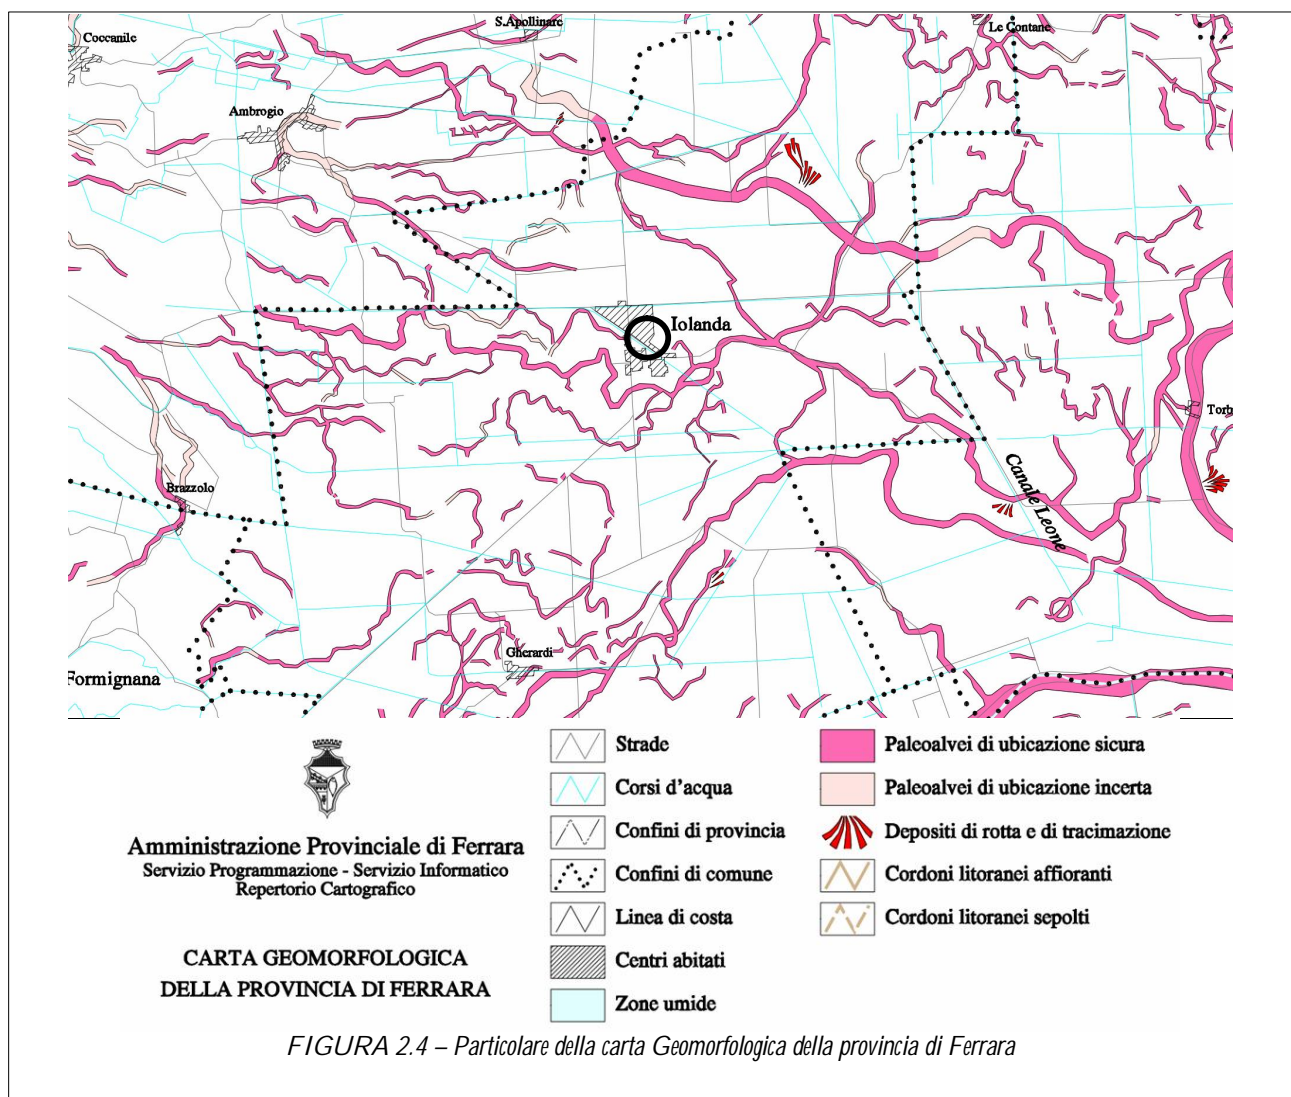 S.Apollinare
Le Contane
Coccanile
Ambrogio
Iolanda
Torb
Canale Leone
Brazzolo
Gherardi
Formignana
Amministrazione Provinciale di Ferrara
Servizio Programmazione - Servizio Informatico
Repertorio Cartografico
CARTA GEOMORFOLOGICA
DELLA PROVINCIA DI FERRARA
Strade
Corsi d'acqua
Confini di provincia
Confini di comune
Linea di costa
Centri abitati
Zone umide
Paleoalvei di ubicazione sicura
Paleoalvei di ubicazione incerta
Depositi di rotta e di tracimazione
Cordoni litoranei affioranti
Cordoni litoranei sepolti
FIGURA 2.4 – Particolare della carta Geomorfologica della provincia di Ferrara